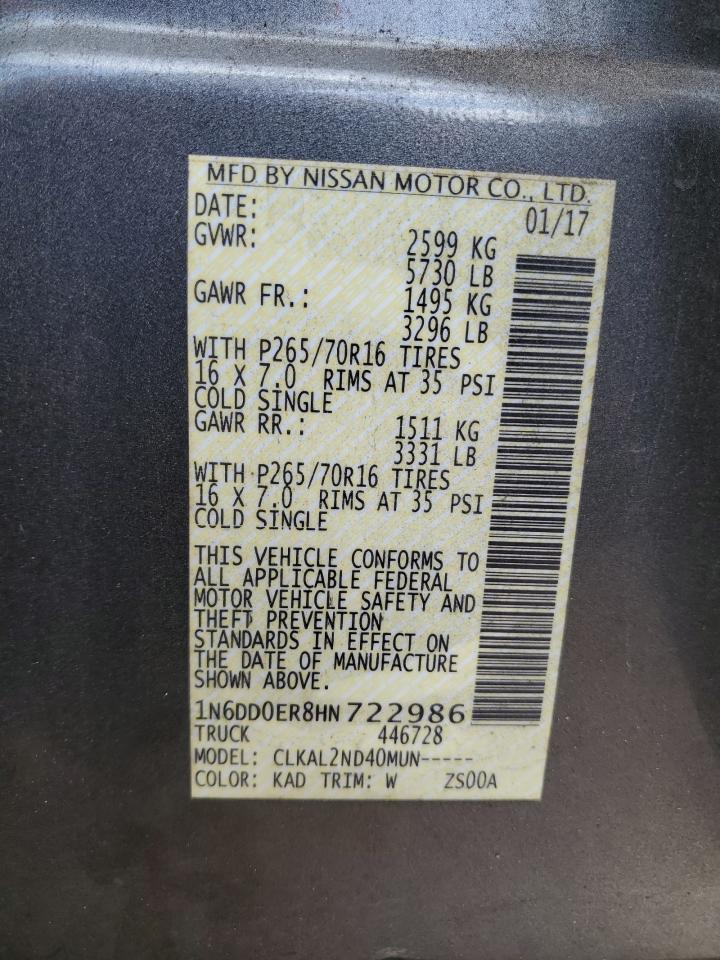 MFD BY NISSAN MOTOR CO., LTD.
DATE: 01/17
GVWR: 2599 KG
5730 LB
GAWR FR.: 1495 KG
3296 LB
WITH P265/70R16 TIRES
16 X 7.0 RIMS AT 35 PSI
COLD SINGLE
GAWR RR.: 1511 KG
3331 LB
WITH P265/70R16 TIRES
16 X 7.0 RIMS AT 35 PSI
COLD SINGLE
THIS VEHICLE CONFORMS TO
ALL APPLICABLE FEDERAL
MOTOR VEHICLE SAFETY AND
THEFT PREVENTION
STANDARDS IN EFFECT ON
THE DATE OF MANUFACTURE
SHOWN ABOVE.
1N6DD0ER8HN 722986
TRUCK 446728
MODEL: CLKAL2ND40MUN-----
COLOR: KAD TRIM: W ZS00A